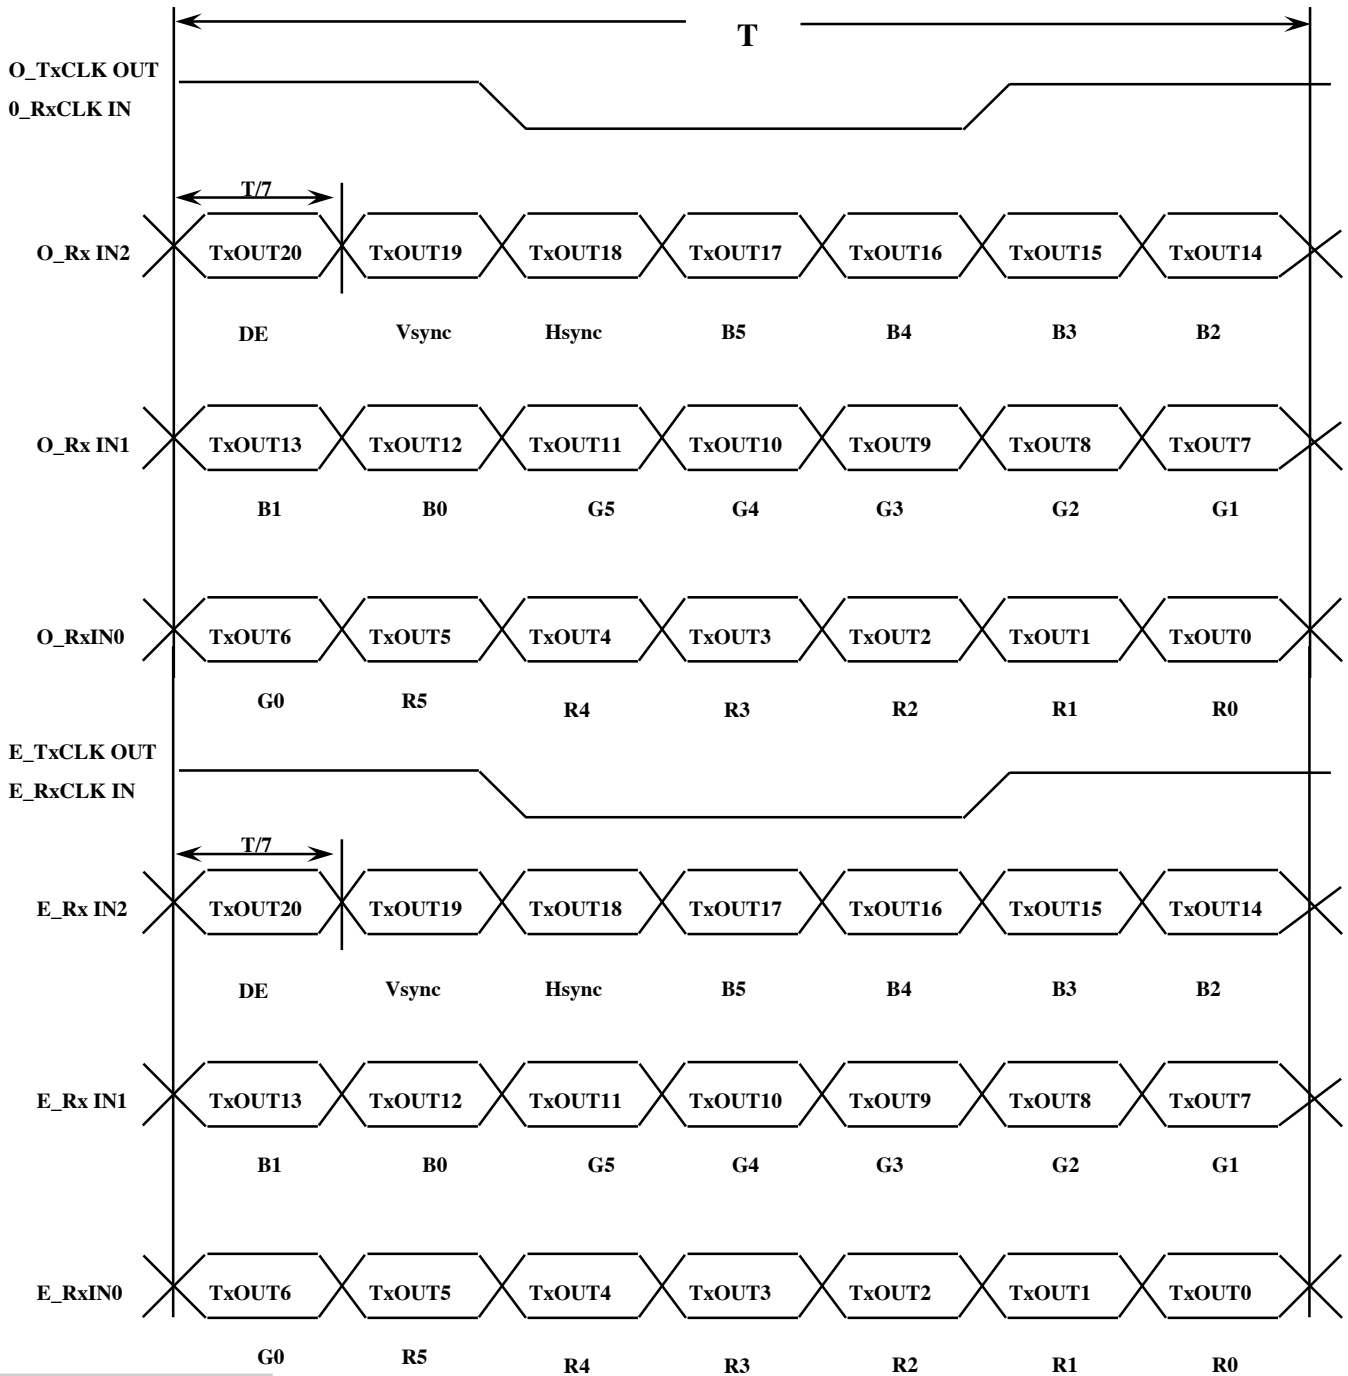 T
O_TxCLK OUT
0_RxCLK IN
T/7
O_Rx IN2 TxOUT20 TxOUT19 TxOUT18 TxOUT17 TxOUT16 TxOUT15 TxOUT14
DE Vsync Hsync B5 B4 B3 B2
O_Rx IN1 TxOUT13 TxOUT12 TxOUT11 TxOUT10 TxOUT9 TxOUT8 TxOUT7
B1 B0 G5 G4 G3 G2 G1
O_RxIN0 TxOUT6 TxOUT5 TxOUT4 TxOUT3 TxOUT2 TxOUT1 TxOUT0
G0 R5 R4 R3 R2 R1 R0
E_TxCLK OUT
E_RxCLK IN
T/7
E_Rx IN2 TxOUT20 TxOUT19 TxOUT18 TxOUT17 TxOUT16 TxOUT15 TxOUT14
DE Vsync Hsync B5 B4 B3 B2
E_Rx IN1 TxOUT13 TxOUT12 TxOUT11 TxOUT10 TxOUT9 TxOUT8 TxOUT7
B1 B0 G5 G4 G3 G2 G1
E_RxIN0 TxOUT6 TxOUT5 TxOUT4 TxOUT3 TxOUT2 TxOUT1 TxOUT0
G0 R5 R4 R3 R2 R1 R0